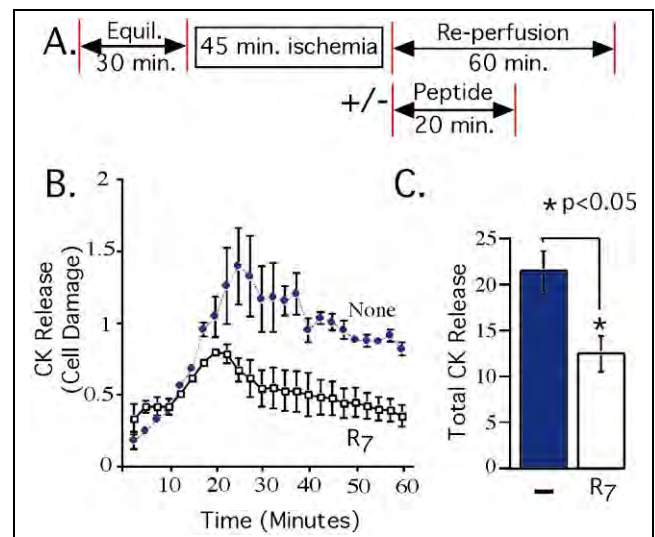 A.
Equil.
30 min.
45 min. ischemia
Re-perfusion
60 min.
+/-
Peptide
20 min.
B.
2
1.5
1
0.5
0
CK Release
(Cell Damage)
None
R7
10 20 30 40 50 60
Time (Minutes)
C.
* p<0.05
25
20
15
10
5
0
Total CK Release
*
– R7